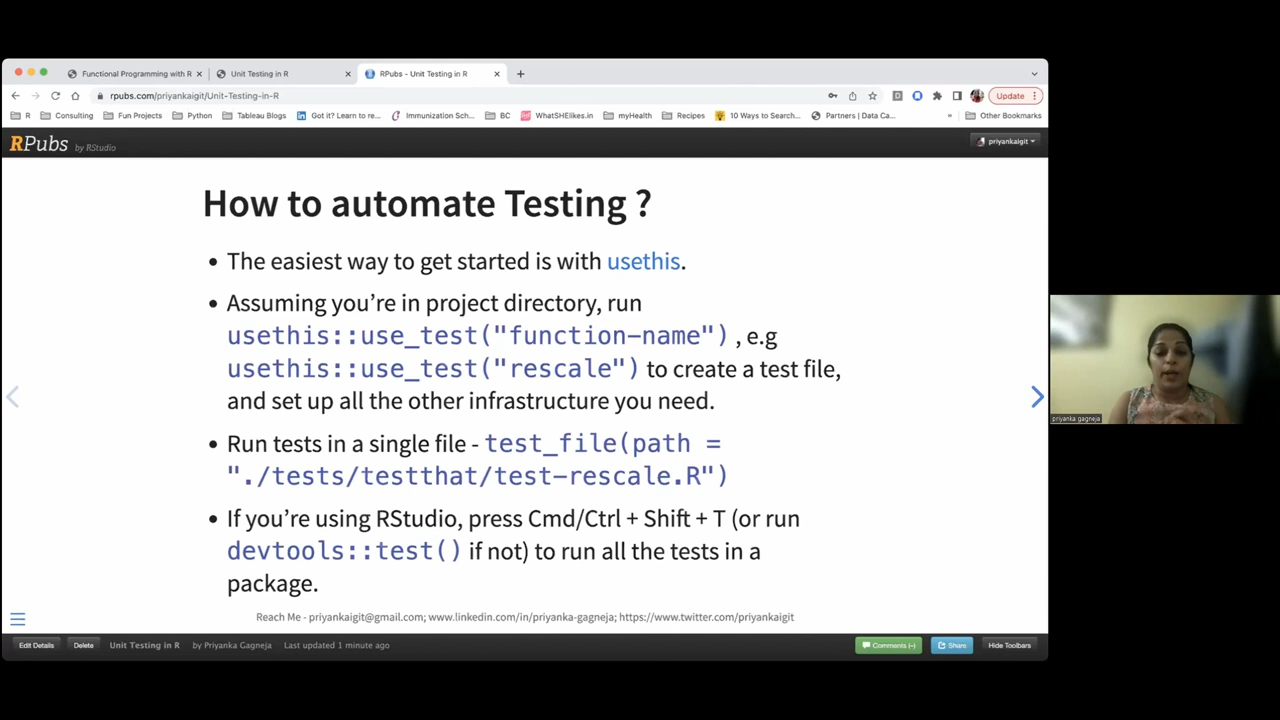 Functional Programming with R
Unit Testing in R
RPubs - Unit Testing in R
rpubs.com/priyankaigit/Unit-Testing-in-R
Update
R
Consulting
Fun Projects
Python
Tableau Blogs
Got it? Learn to re...
Immunization Sch...
BC
WhatSHElikes.in
myHealth
Recipes
10 Ways to Search...
Partners | Data Ca...
»
Other Bookmarks
RPubs by RStudio
priyankaigit
How to automate Testing ?
• The easiest way to get started is with usethis.
• Assuming you're in project directory, run
usethis::use_test("function-name") , e.g
usethis::use_test("rescale") to create a test file,
and set up all the other infrastructure you need.
• Run tests in a single file - test_file(path =
"./tests/testthat/test-rescale.R")
• If you're using RStudio, press Cmd/Ctrl + Shift + T (or run
devtools::test() if not) to run all the tests in a
package.
Reach Me - priyankaigit@gmail.com; www.linkedin.com/in/priyanka-gagneja; https://www.twitter.com/priyankaigit
Edit Details
Delete
Unit Testing in R
by Priyanka Gagneja
Last updated 1 minute ago
Comments (–)
Share
Hide Toolbars
priyanka gagneja